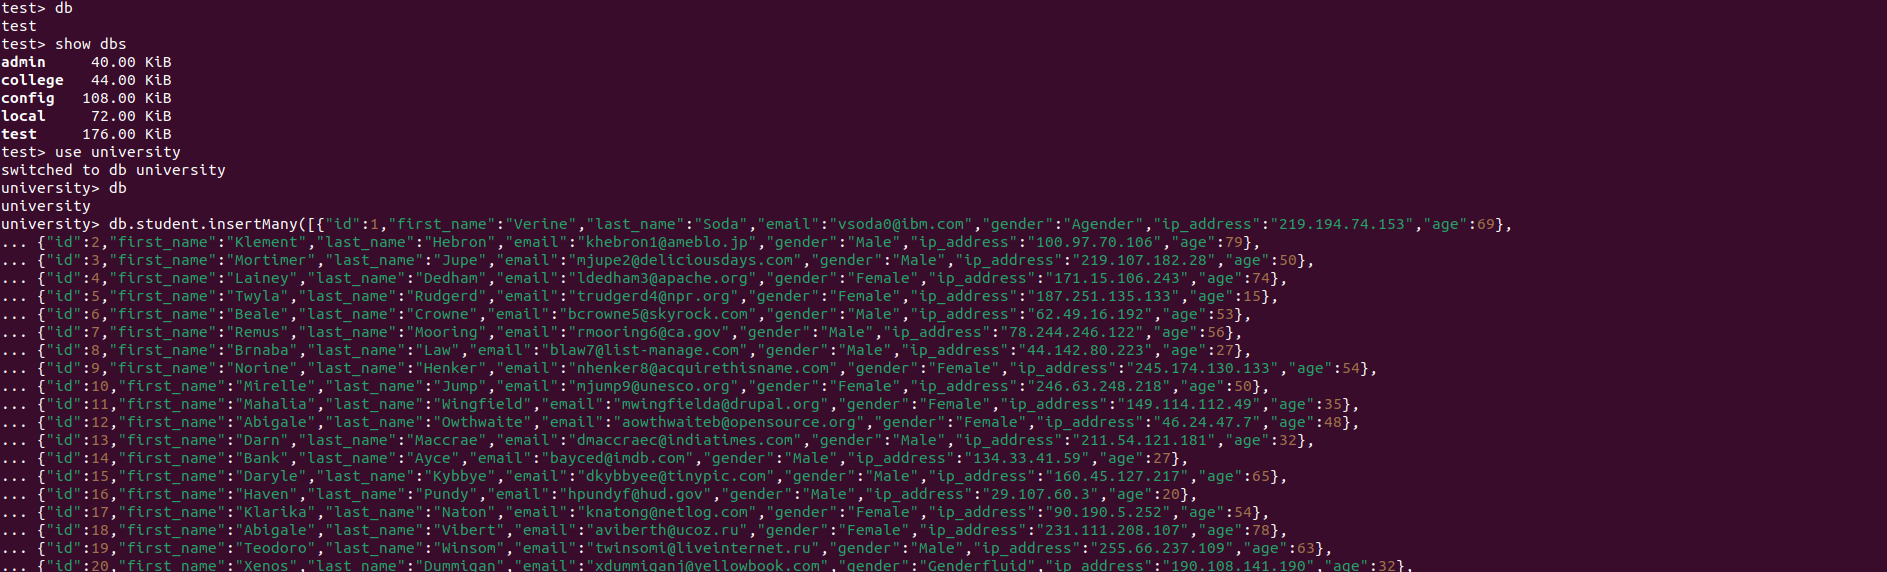 test> db
test
test> show dbs
admin     40.00 KiB
college   44.00 KiB
config   108.00 KiB
local     72.00 KiB
test     176.00 KiB
test> use university
switched to db university
university> db
university
university> db.student.insertMany([{"id":1,"first_name":"Verine","last_name":"Soda","email":"vsoda0@ibm.com","gender":"Agender","ip_address":"219.194.74.153","age":69},
... {"id":2,"first_name":"Klement","last_name":"Hebron","email":"khebron1@ameblo.jp","gender":"Male","ip_address":"100.97.70.106","age":79},
... {"id":3,"first_name":"Mortimer","last_name":"Jupe","email":"mjupe2@deliciousdays.com","gender":"Male","ip_address":"219.107.182.28","age":50},
... {"id":4,"first_name":"Lainey","last_name":"Dedham","email":"ldedham3@apache.org","gender":"Female","ip_address":"171.15.106.243","age":74},
... {"id":5,"first_name":"Twyla","last_name":"Rudgerd","email":"trudgerd4@npr.org","gender":"Female","ip_address":"187.251.135.133","age":15},
... {"id":6,"first_name":"Beale","last_name":"Crowne","email":"bcrowne5@skyrock.com","gender":"Male","ip_address":"62.49.16.192","age":53},
... {"id":7,"first_name":"Remus","last_name":"Mooring","email":"rmooring6@ca.gov","gender":"Male","ip_address":"78.244.246.122","age":56},
... {"id":8,"first_name":"Brnaba","last_name":"Law","email":"blaw7@list-manage.com","gender":"Male","ip_address":"44.142.80.223","age":27},
... {"id":9,"first_name":"Norine","last_name":"Henker","email":"nhenker8@acquirethisname.com","gender":"Female","ip_address":"245.174.130.133","age":54},
... {"id":10,"first_name":"Mirelle","last_name":"Jump","email":"mjump9@unesco.org","gender":"Female","ip_address":"246.63.248.218","age":50},
... {"id":11,"first_name":"Mahalia","last_name":"Wingfield","email":"mwingfielda@drupal.org","gender":"Female","ip_address":"149.114.112.49","age":35},
... {"id":12,"first_name":"Abigale","last_name":"Owthwaite","email":"aowthwaiteb@opensource.org","gender":"Female","ip_address":"46.24.47.7","age":48},
... {"id":13,"first_name":"Darn","last_name":"Maccrae","email":"dmaccraec@indiatimes.com","gender":"Male","ip_address":"211.54.121.181","age":32},
... {"id":14,"first_name":"Bank","last_name":"Ayce","email":"bayced@imdb.com","gender":"Male","ip_address":"134.33.41.59","age":27},
... {"id":15,"first_name":"Daryle","last_name":"Kybbye","email":"dkybbyee@tinypic.com","gender":"Male","ip_address":"160.45.127.217","age":65},
... {"id":16,"first_name":"Haven","last_name":"Pundy","email":"hpundyf@hud.gov","gender":"Male","ip_address":"29.107.60.3","age":20},
... {"id":17,"first_name":"Klarika","last_name":"Naton","email":"knatong@netlog.com","gender":"Female","ip_address":"90.190.5.252","age":54},
... {"id":18,"first_name":"Abigale","last_name":"Vibert","email":"aviberth@ucoz.ru","gender":"Female","ip_address":"231.111.208.107","age":78},
... {"id":19,"first_name":"Teodoro","last_name":"Winsom","email":"twinsomi@liveinternet.ru","gender":"Male","ip_address":"255.66.237.109","age":63},
... {"id":20,"first_name":"Xenos","last_name":"Dummigan","email":"xdummiganj@yellowbook.com","gender":"Genderfluid","ip_address":"190.108.141.190","age":32},